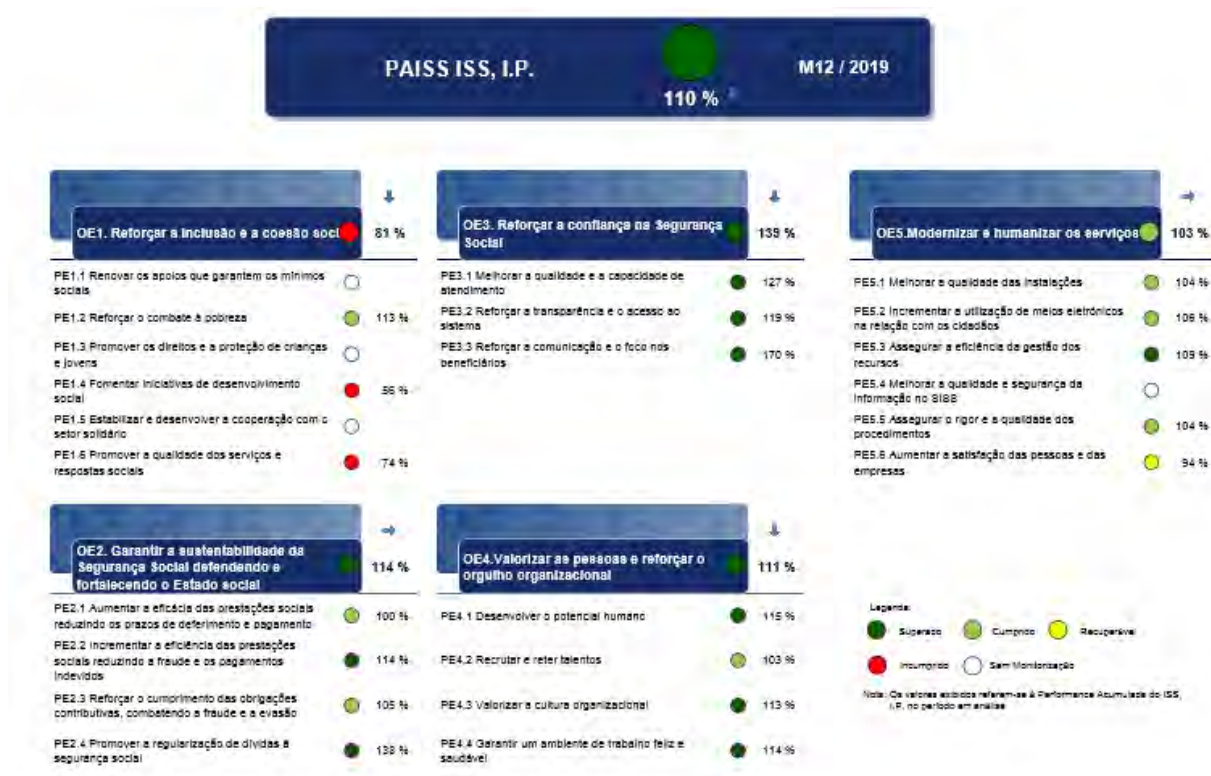 PAISS ISS, I.P.
M12 / 2019
110 %
OE1. Reforçar a inclusão e a coesão soci
81 %
PE1.1 Renovar os apoios que garantem os mínimos
sociais
PE1.2 Reforçar o combate à pobreza
113 %
PE1.3 Promover os direitos e a proteção de crianças
e jovens
PE1.4 Fomentar iniciativas de desenvolvimento
social
56 %
PE1.5 Estabilizar e desenvolver a cooperação com o
setor solidário
PE1.6 Promover a qualidade dos serviços e
respostas sociais
74 %
OE3. Reforçar a confiança na Segurança
Social
139 %
PE3.1 Melhorar a qualidade e a capacidade de
atendimento
127 %
PE3.2 Reforçar a transparência e o acesso ao
sistema
119 %
PE3.3 Reforçar a comunicação e o foco nos
beneficiários
170 %
OE5.Modernizar e humanizar os serviços
103 %
PE5.1 Melhorar a qualidade das instalações
104 %
PE5.2 Incrementar a utilização de meios eletrónicos
na relação com os cidadãos
106 %
PE5.3 Assegurar a eficiência da gestão dos
recursos
109 %
PE5.4 Melhorar a qualidade e segurança da
informação no SISS
PE5.5 Assegurar o rigor e a qualidade dos
procedimentos
104 %
PE5.6 Aumentar a satisfação das pessoas e das
empresas
94 %
OE2. Garantir a sustentabilidade da
Segurança Social defendendo e
fortalecendo o Estado social
114 %
PE2.1 Aumentar a eficácia das prestações sociais
reduzindo os prazos de deferimento e pagamento
100 %
PE2.2 Incrementar a eficiência das prestações
sociais reduzindo a fraude e os pagamentos
indevidos
114 %
PE2.3 Reforçar o cumprimento das obrigações
contributivas, combatendo a fraude e a evasão
105 %
PE2.4 Promover a regularização de dívidas à
segurança social
138 %
OE4.Valorizar as pessoas e reforçar o
orgulho organizacional
111 %
PE4.1 Desenvolver o potencial humano
115 %
PE4.2 Recrutar e reter talentos
103 %
PE4.3 Valorizar a cultura organizacional
113 %
PE4.4 Garantir um ambiente de trabalho feliz e
saudável
114 %
Legenda:
Superado
Cumprido
Recuperável
Incumprido
Sem Monitorização
Nota: Os valores exibidos referem-se à Performance Acumulada do ISS,
I.P. no período em análise